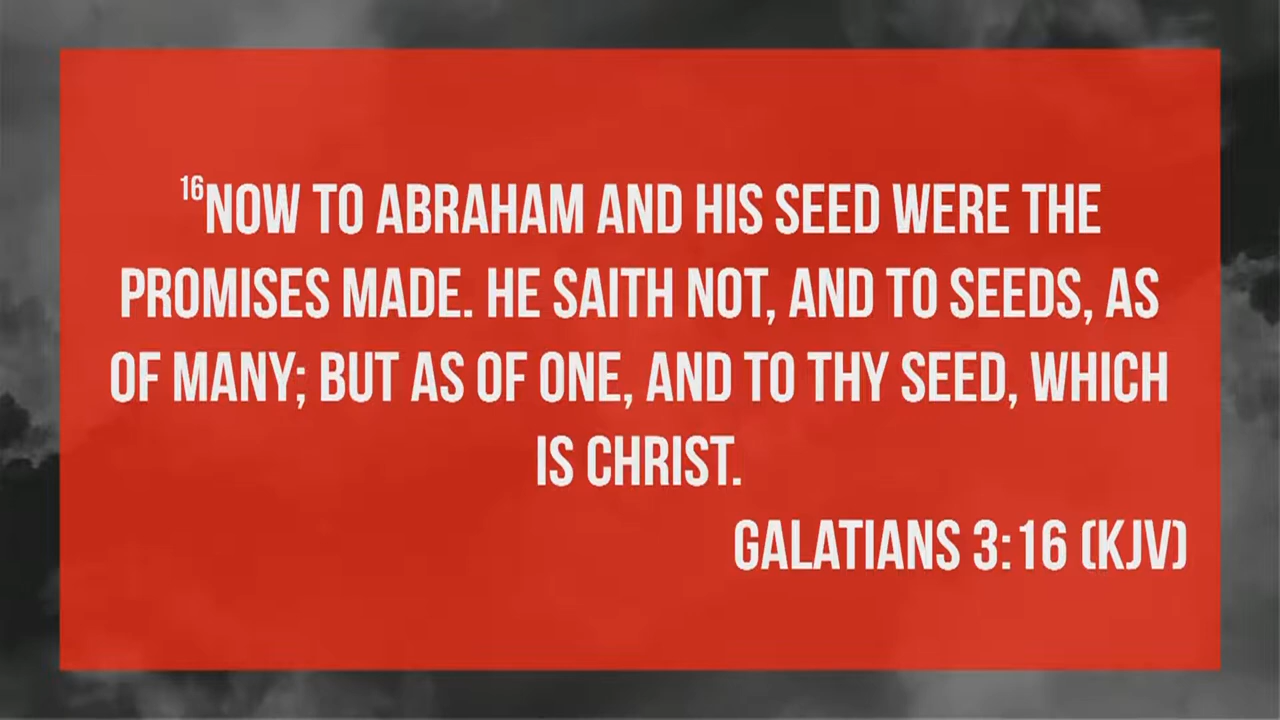 ¹⁶NOW TO ABRAHAM AND HIS SEED WERE THE
PROMISES MADE. HE SAITH NOT, AND TO SEEDS, AS
OF MANY; BUT AS OF ONE, AND TO THY SEED, WHICH
IS CHRIST.
GALATIANS 3:16 (KJV)